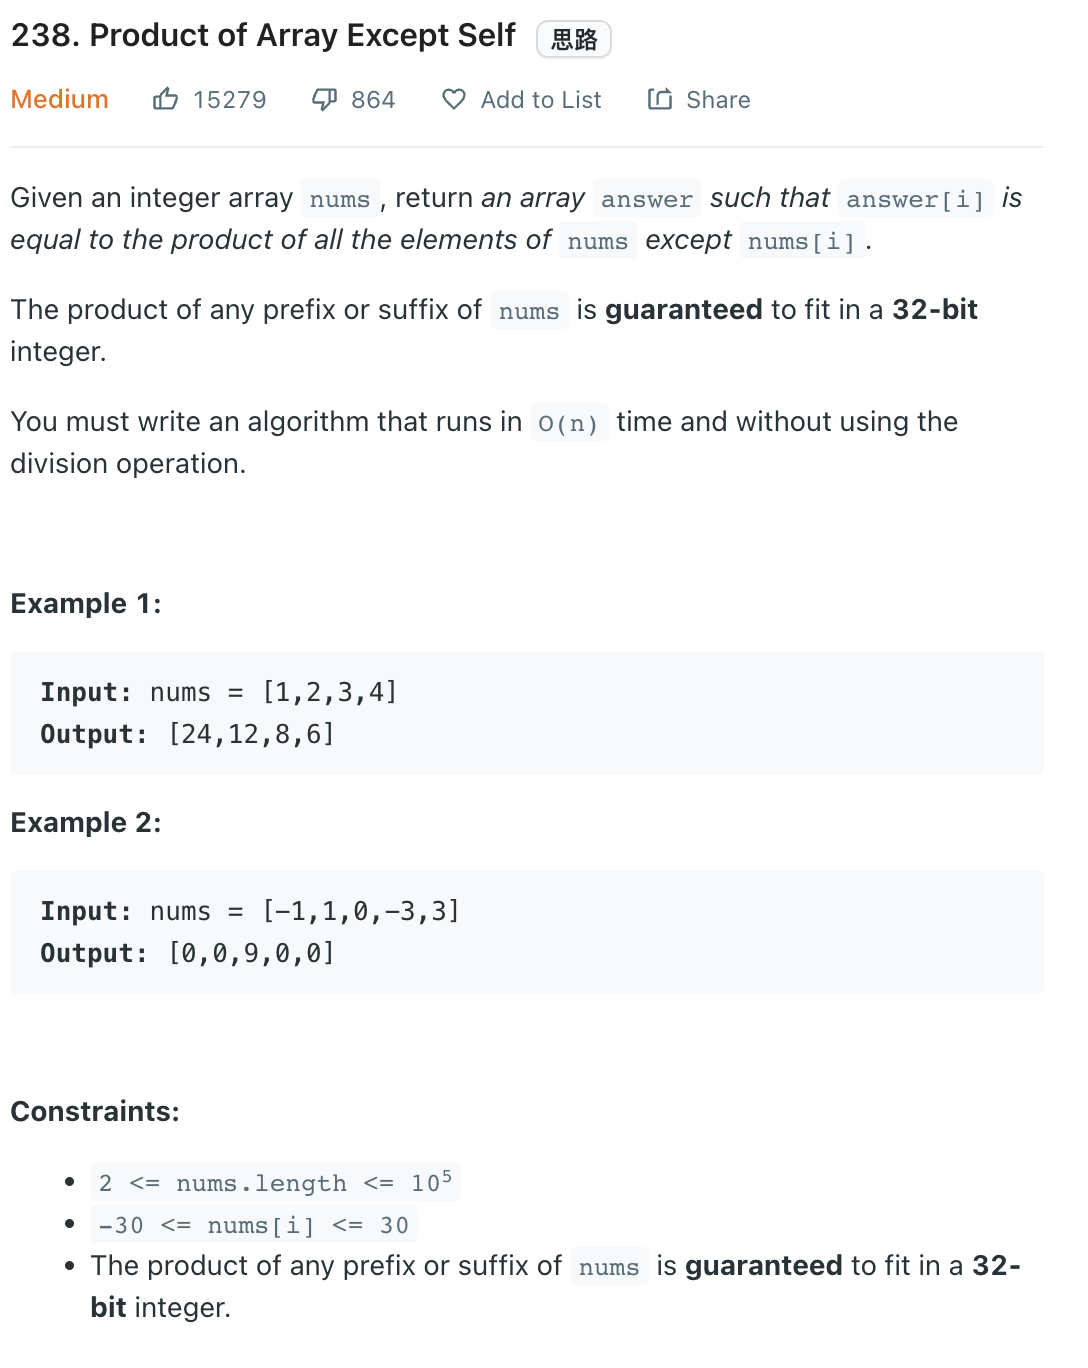 238. Product of Array Except Self 思路
Medium 15279 864 Add to List Share
Given an integer array nums, return an array answer such that answer[i] is
equal to the product of all the elements of nums except nums[i].
The product of any prefix or suffix of nums is guaranteed to fit in a 32-bit
integer.
You must write an algorithm that runs in O(n) time and without using the
division operation.
Example 1:
Input: nums = [1,2,3,4]
Output: [24,12,8,6]
Example 2:
Input: nums = [-1,1,0,-3,3]
Output: [0,0,9,0,0]
Constraints:
• 2 <= nums.length <= 10⁵
• -30 <= nums[i] <= 30
• The product of any prefix or suffix of nums is guaranteed to fit in a 32-
bit integer.